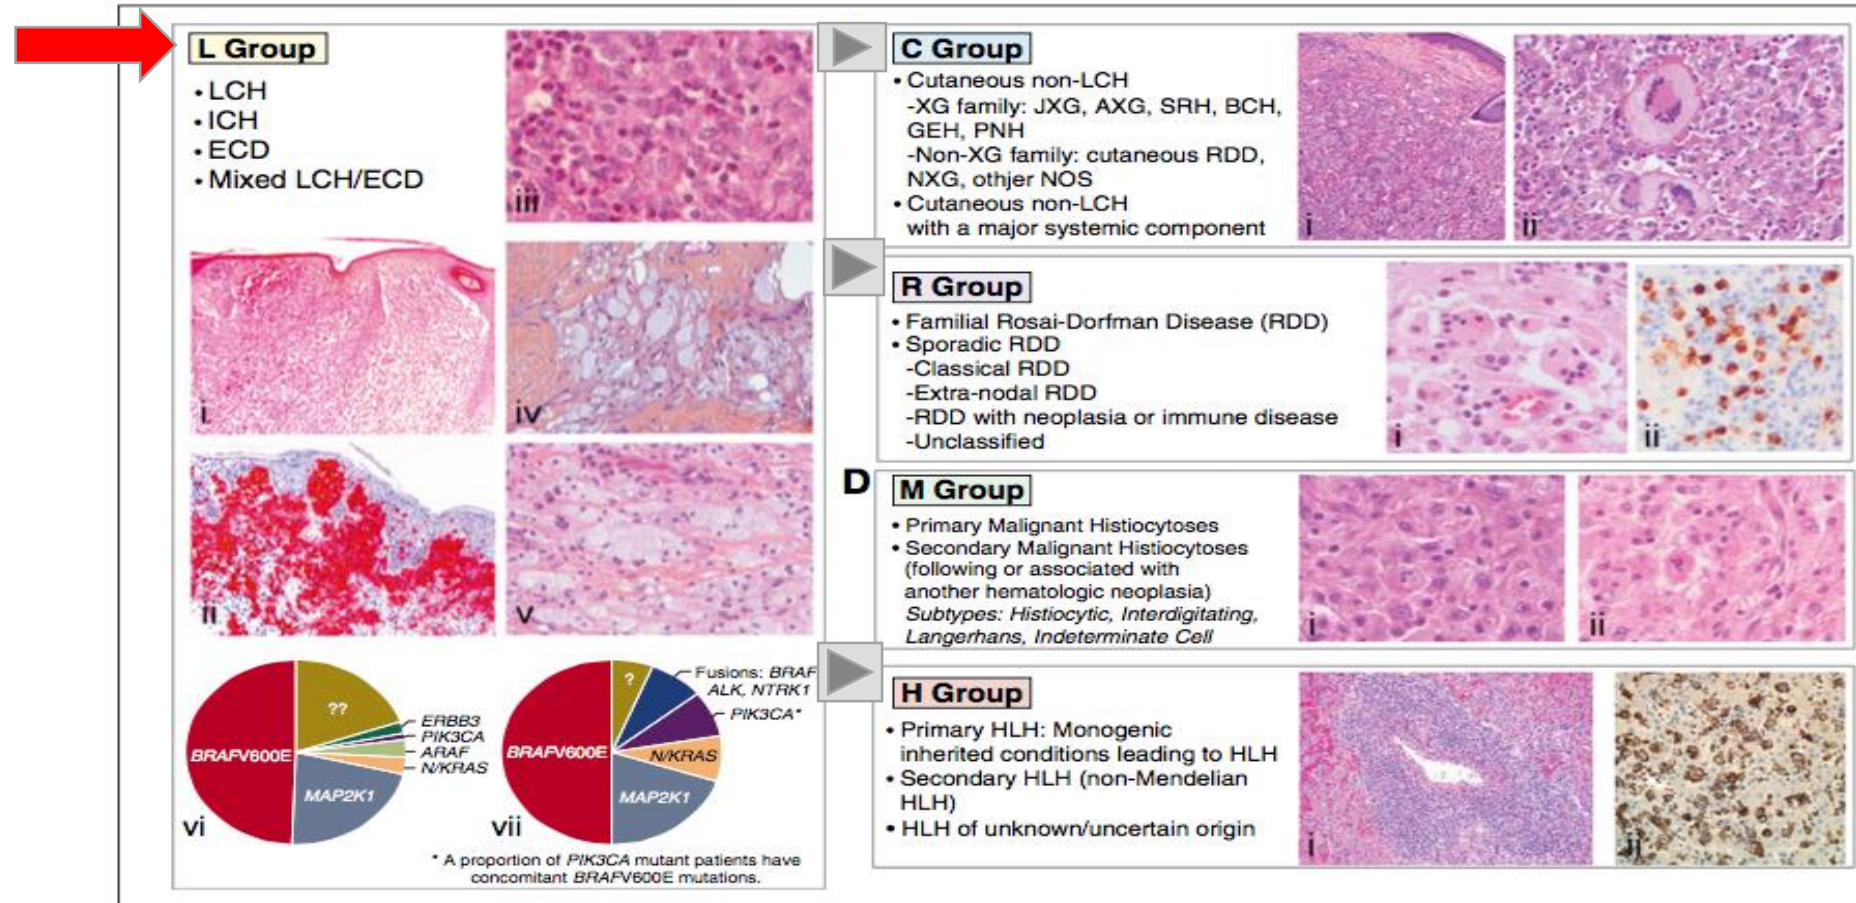 L Group
• LCH
• ICH
• ECD
• Mixed LCH/ECD
iii
i
iv
ii
v
??
ERBB3
PIK3CA
ARAF
N/KRAS
BRAFV600E
MAP2K1
vi
?
Fusions: BRAF
ALK, NTRK1
PIK3CA*
N/KRAS
BRAFV600E
MAP2K1
vii
* A proportion of PIK3CA mutant patients have
concomitant BRAFV600E mutations.
C Group
• Cutaneous non-LCH
-XG family: JXG, AXG, SRH, BCH,
GEH, PNH
-Non-XG family: cutaneous RDD,
NXG, othjer NOS
• Cutaneous non-LCH
with a major systemic component
i
ii
R Group
• Familial Rosai-Dorfman Disease (RDD)
• Sporadic RDD
-Classical RDD
-Extra-nodal RDD
-RDD with neoplasia or immune disease
-Unclassified
i
ii
D
M Group
• Primary Malignant Histiocytoses
• Secondary Malignant Histiocytoses
(following or associated with
another hematologic neoplasia)
Subtypes: Histiocytic, Interdigitating,
Langerhans, Indeterminate Cell
i
ii
H Group
• Primary HLH: Monogenic
inherited conditions leading to HLH
• Secondary HLH (non-Mendelian
HLH)
• HLH of unknown/uncertain origin
i
ii